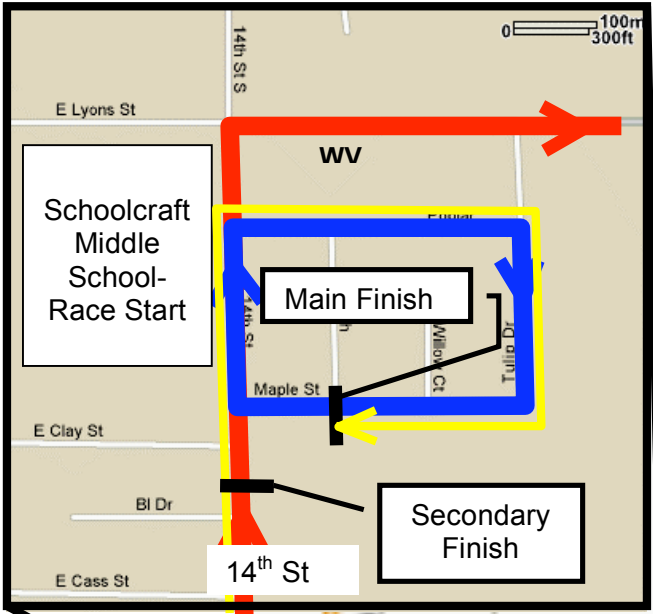 100m
0
300ft
14th St S
E Lyons St
WV
Schoolcraft
Middle
School-
Race Start
Main Finish
14th St
Willow Ct
Tulip Dr
Maple St
E Clay St
Bl Dr
Secondary
Finish
14th St
E Cass St